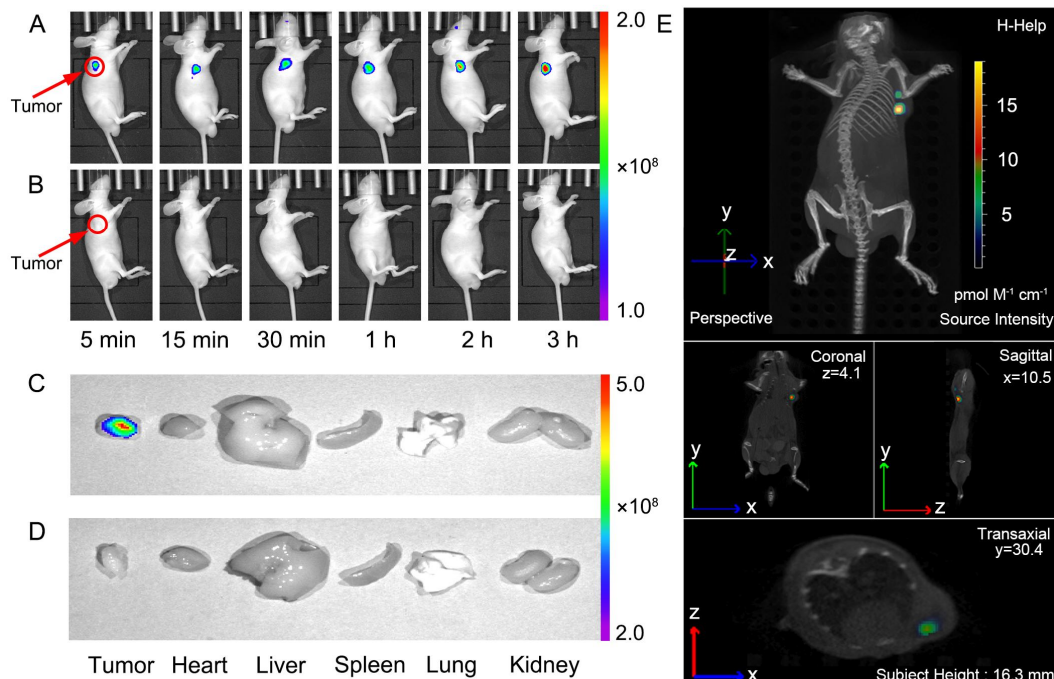 A
Tumor
B
Tumor
5 min 15 min 30 min 1 h 2 h 3 h
2.0
×10⁸
1.0
C
D
5.0
×10⁸
2.0
Tumor Heart Liver Spleen Lung Kidney
E
H-Help
15
10
5
y
z
x
Perspective
pmol M⁻¹ cm⁻¹
Source Intensity
Coronal
z=4.1
y
x
Sagittal
x=10.5
y
z
Transaxial
y=30.4
z
x
Subject Height : 16.3 mm